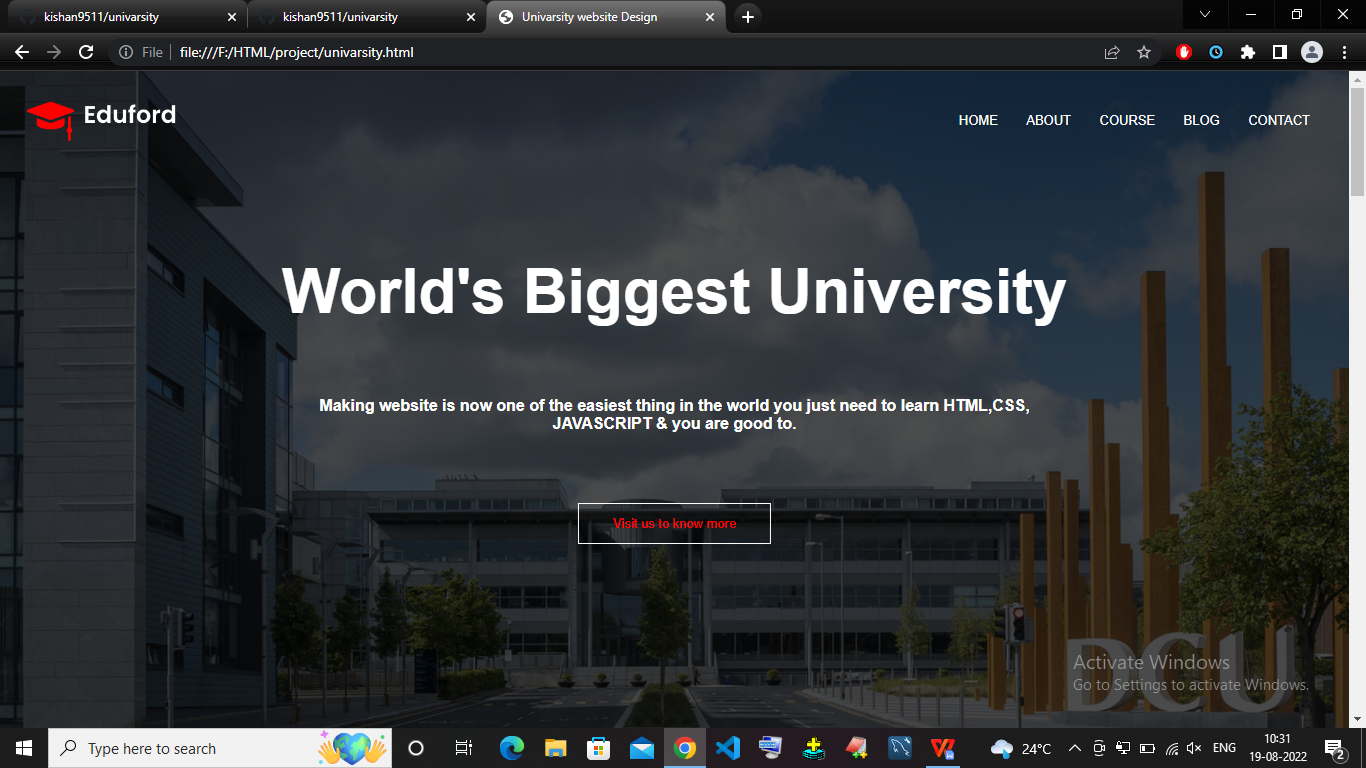 kishan9511/univarsity
kishan9511/univarsity
Univarsity website Design
File
file:///F:/HTML/project/univarsity.html
Eduford
HOME
ABOUT
COURSE
BLOG
CONTACT
World's Biggest University
Making website is now one of the easiest thing in the world you just need to learn HTML,CSS,
JAVASCRIPT & you are good to.
Visit us to know more
DCU
Activate Windows
Go to Settings to activate Windows.
Type here to search
24°C
ENG
10:31
19-08-2022
2